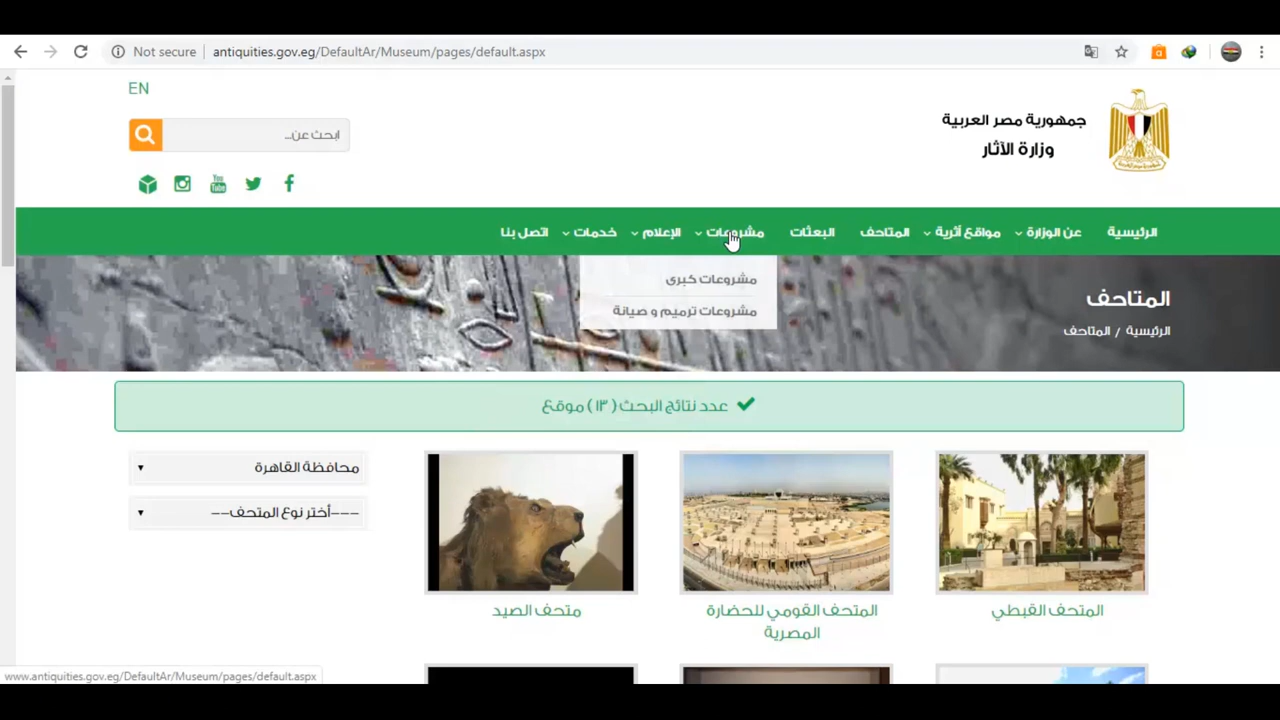 Not secure
antiquities.gov.eg/DefaultAr/Museum/pages/default.aspx
EN
ابحث عن...
جمهورية مصر العربية
وزارة الآثار
You
Tube
الرئيسية
عن الوزارة
مواقع أثرية
المتاحف
البعثات
مشروعات
الإعلام
خدمات
اتصل بنا
مشروعات كبرى
مشروعات ترميم و صيانة
المتاحف
الرئيسية / المتاحف
عدد نتائج البحث ( ١٣ ) موقع
محافظة القاهرة
---أختر نوع المتحف--
المتحف القبطي
المتحف القومي للحضارة
المصرية
متحف الصيد
www.antiquities.gov.eg/DefaultAr/Museum/pages/default.aspx